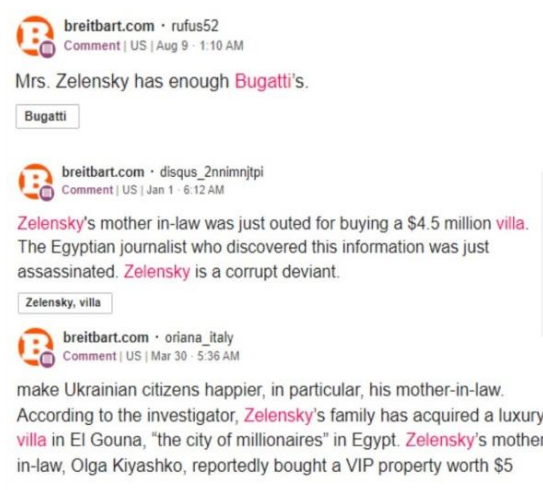 breitbart.com · rufus52
Comment | US | Aug 9 · 1:10 AM
Mrs. Zelensky has enough Bugatti's.
Bugatti
breitbart.com · disqus_2nnimnjtpi
Comment | US | Jan 1 · 6:12 AM
Zelensky's mother in-law was just outed for buying a $4.5 million villa.
The Egyptian journalist who discovered this information was just
assassinated. Zelensky is a corrupt deviant.
Zelensky, villa
breitbart.com · oriana_italy
Comment | US | Mar 30 · 5:36 AM
make Ukrainian citizens happier, in particular, his mother-in-law.
According to the investigator, Zelensky's family has acquired a luxury
villa in El Gouna, “the city of millionaires” in Egypt. Zelensky's mother
in-law, Olga Kiyashko, reportedly bought a VIP property worth $5